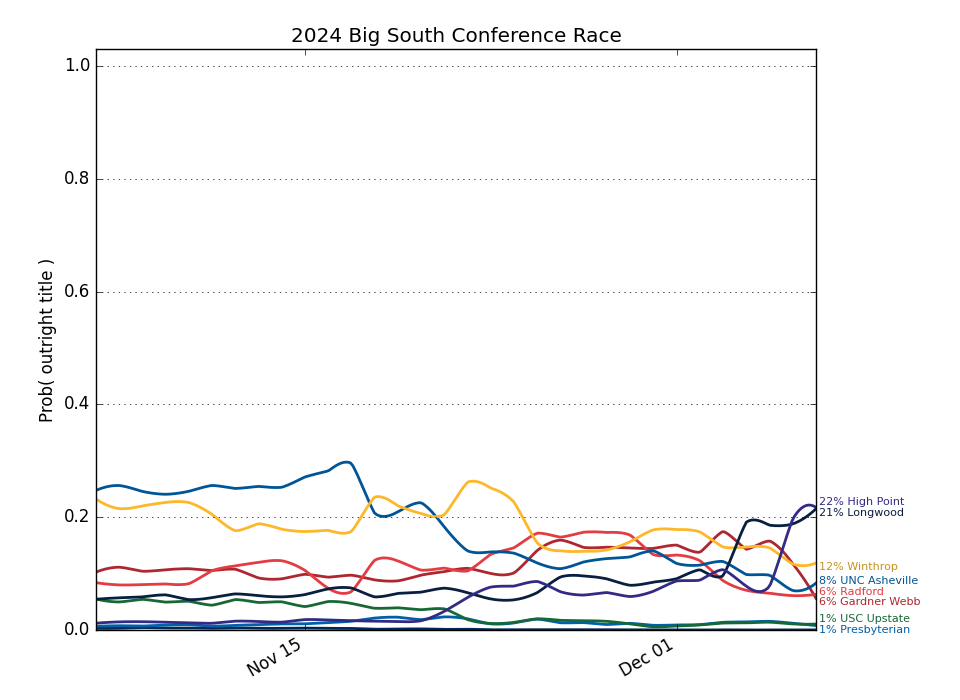 2024 Big South Conference Race
Prob( outright title )
1.0
0.8
0.6
0.4
0.2
0.0
Nov 15
Dec 01
22% High Point
21% Longwood
12% Winthrop
8% UNC Asheville
6% Radford
6% Gardner Webb
1% USC Upstate
1% Presbyterian